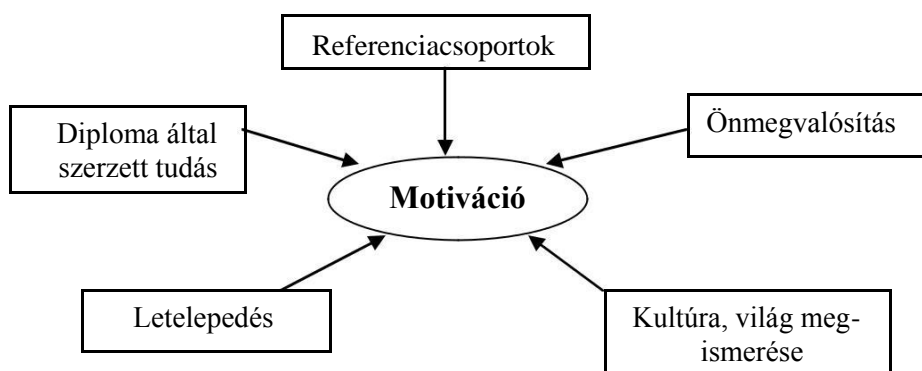 Referenciacsoportok
Diploma által
szerzett tudás
Önmegvalósítás
Motiváció
Letelepedés
Kultúra, világ meg-
ismerése